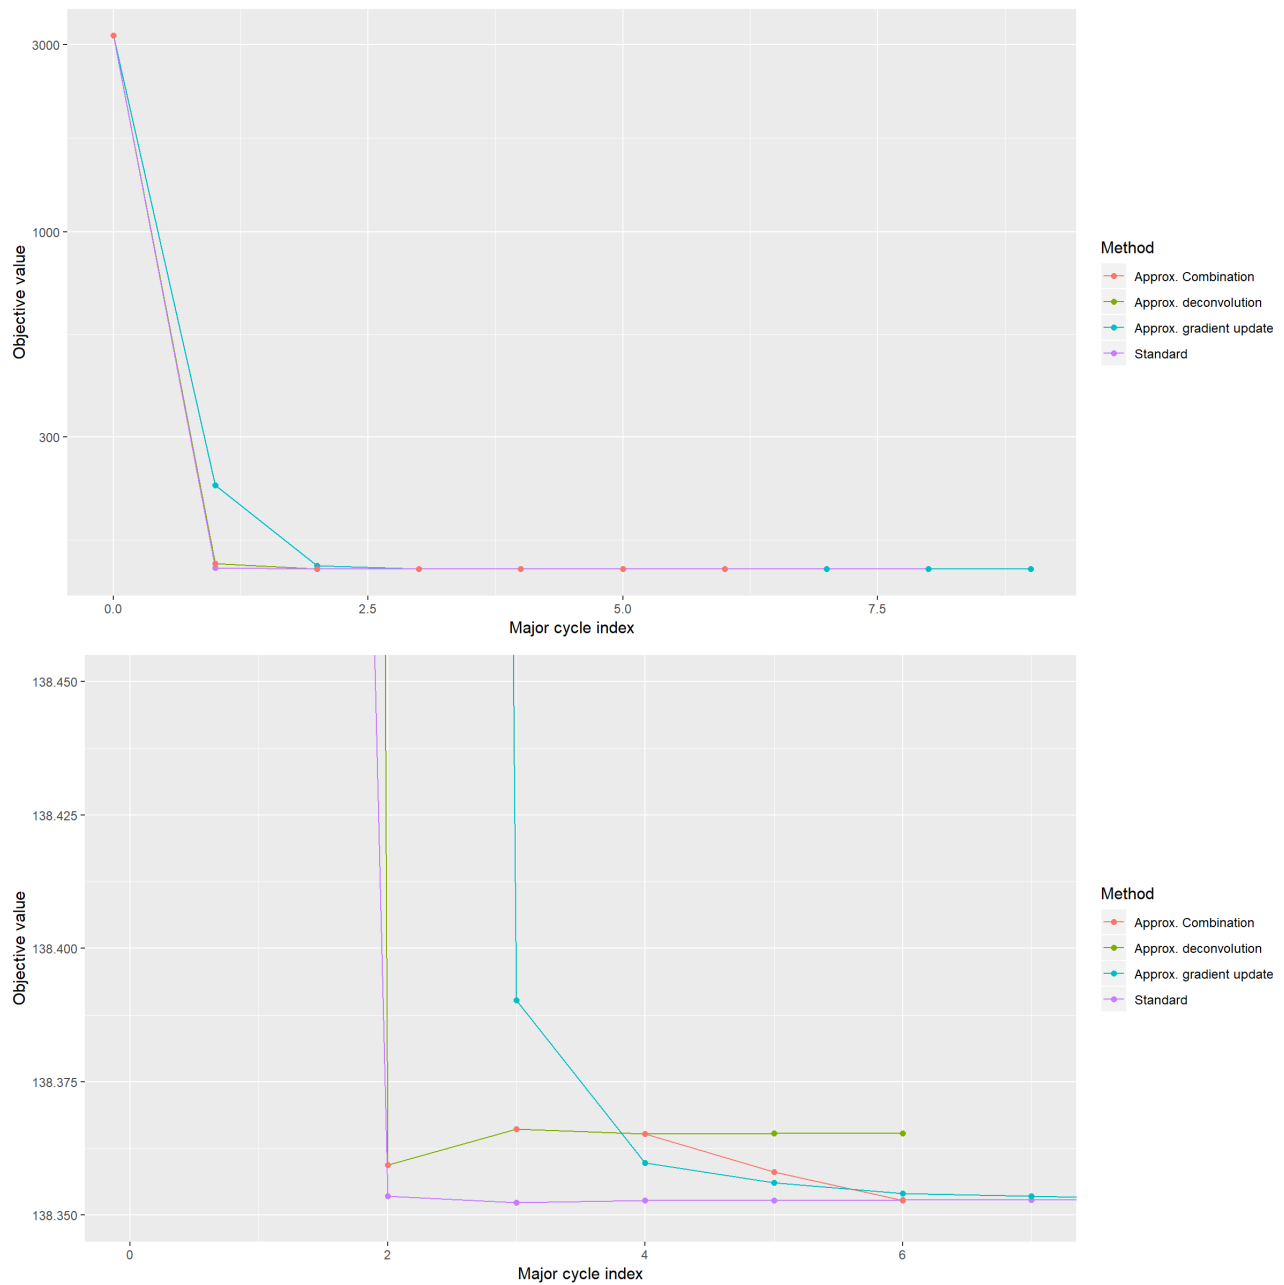 3000
1000
300
Objective value
0.0 2.5 5.0 7.5
Major cycle index
Method
Approx. Combination
Approx. deconvolution
Approx. gradient update
Standard
138.450
138.425
138.400
138.375
138.350
Objective value
0 2 4 6
Major cycle index
Method
Approx. Combination
Approx. deconvolution
Approx. gradient update
Standard